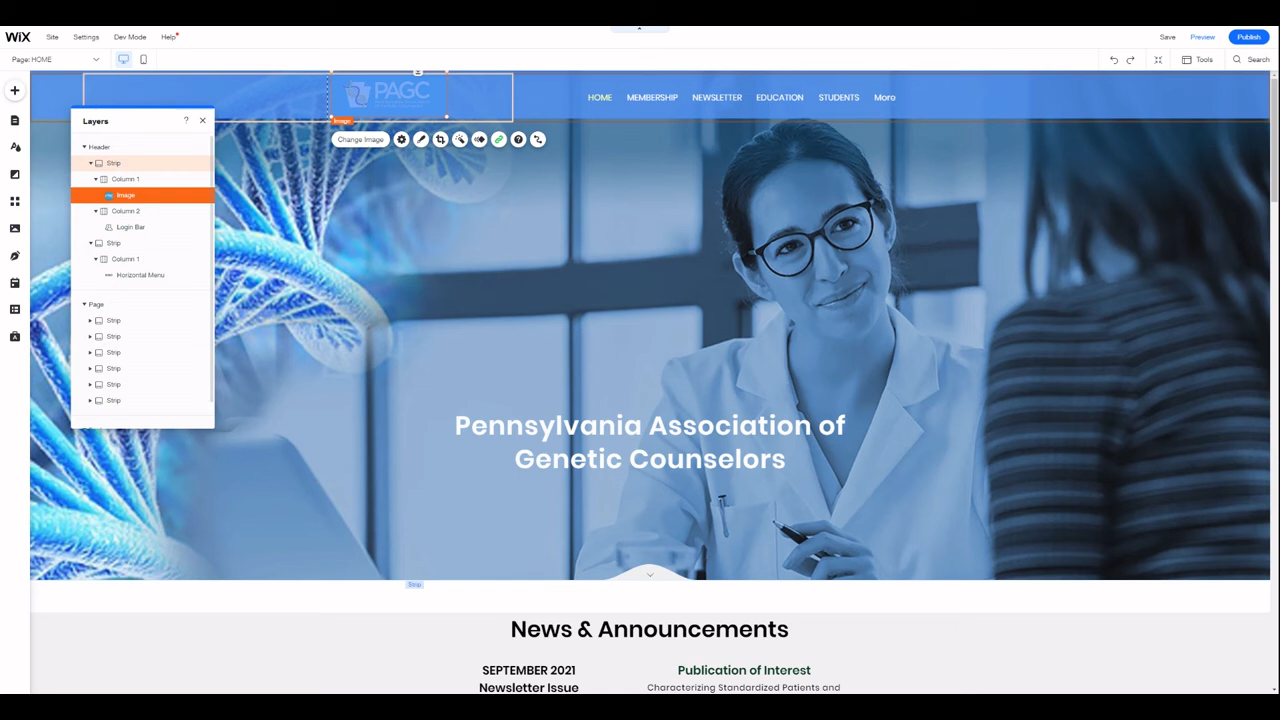 WiX Site Settings Dev Mode Help Save Preview Publish
Page: HOME Tools Search
PAGC
HOME MEMBERSHIP NEWSLETTER EDUCATION STUDENTS Moro
Image
Change Image
Layers ?
Header
Strip
Column 1
Image
Column 2
Login Bar
Strip
Column 1
Horizontal Menu
Page
Strip
Strip
Strip
Strip
Strip
Strip
Pennsylvania Association of
Genetic Counselors
Strip
News & Announcements
SEPTEMBER 2021
Newsletter Issue
Publication of Interest
Characterizing Standardized Patients and